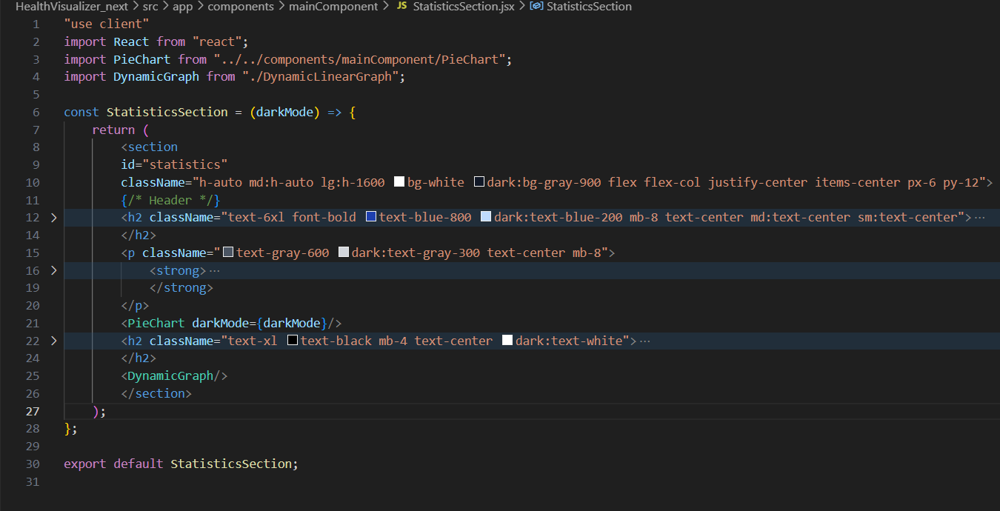 HealthVisualizer_next > src > app > components > mainComponent > JS StatisticsSection.jsx > StatisticsSection
1 "use client"
2 import React from "react";
3 import PieChart from "../../components/mainComponent/PieChart";
4 import DynamicGraph from "./DynamicLinearGraph";
5
6 const StatisticsSection = (darkMode) => {
7 return (
8 <section
9 id="statistics"
10 className="h-auto md:h-auto lg:h-1600 bg-white dark:bg-gray-900 flex flex-col justify-center items-center px-6 py-12">
11 {/* Header */}
12 <h2 className="text-6xl font-bold text-blue-800 dark:text-blue-200 mb-8 text-center md:text-center sm:text-center">···
14 </h2>
15 <p className="text-gray-600 dark:text-gray-300 text-center mb-8">
16 <strong>···
19 </strong>
20 </p>
21 <PieChart darkMode={darkMode}/>
22 <h2 className="text-xl text-black mb-4 text-center dark:text-white">···
24 </h2>
25 <DynamicGraph/>
26 </section>
27 );
28 };
29
30 export default StatisticsSection;
31